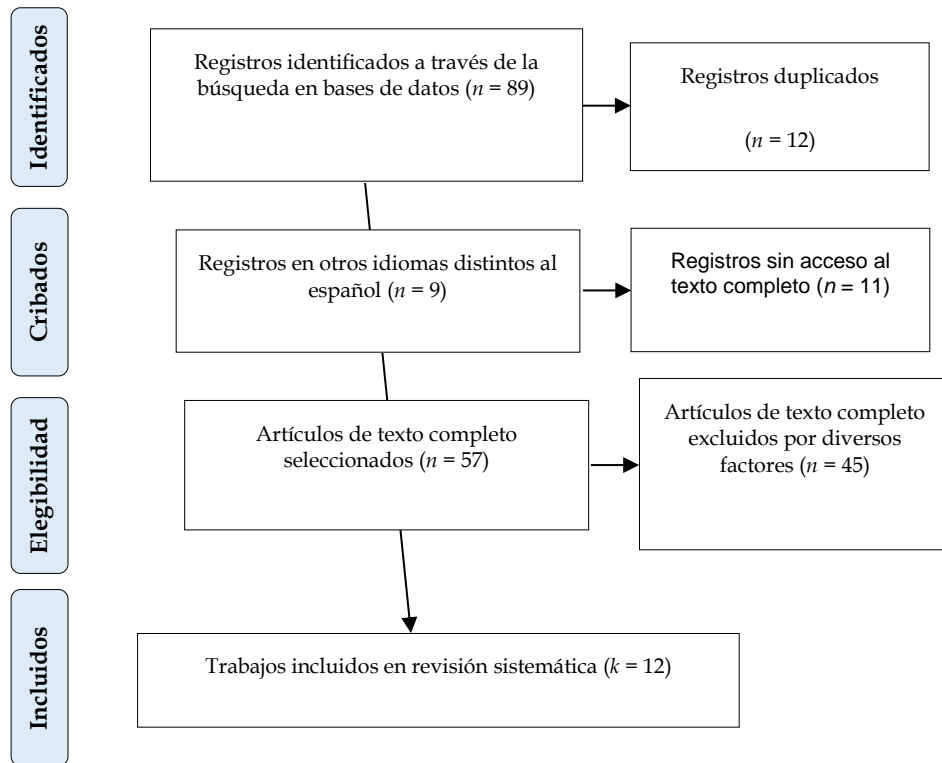 Identificados
Registros identificados a través de la
búsqueda en bases de datos (n = 89)
Registros duplicados
(n = 12)
Cribados
Registros en otros idiomas distintos al
español (n = 9)
Registros sin acceso al
texto completo (n = 11)
Elegibilidad
Artículos de texto completo
seleccionados (n = 57)
Artículos de texto completo
excluidos por diversos
factores (n = 45)
Incluidos
Trabajos incluidos en revisión sistemática (k = 12)